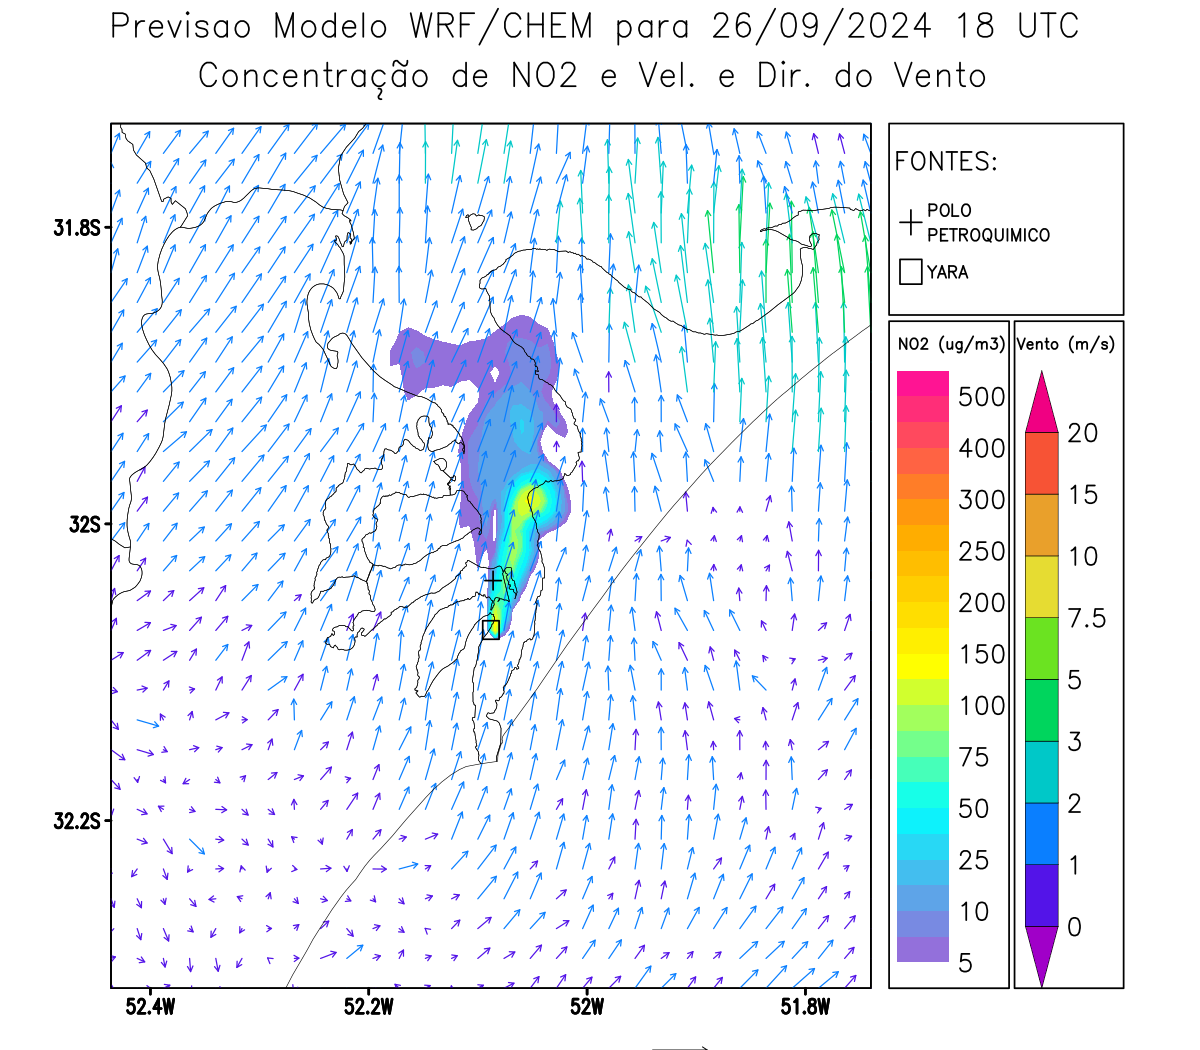 Previsao Modelo WRF/CHEM para 26/09/2024 18 UTC
Concentração de NO2 e Vel. e Dir. do Vento
FONTES:
POLO
PETROQUIMICO
YARA
NO2 (ug/m3)
500
400
300
250
200
150
100
75
50
25
10
5
Vento (m/s)
20
15
10
7.5
5
3
2
1
0
31.8S
32S
32.2S
52.4W
52.2W
52W
51.8W